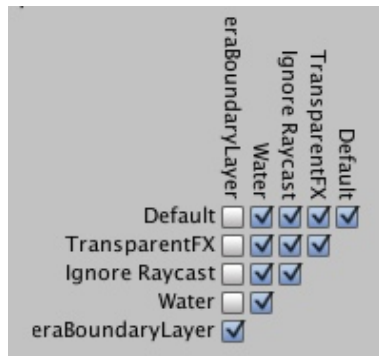 eraBoundaryLayer
Water
Ignore Raycast
TransparentFX
Default
Default
TransparentFX
Ignore Raycast
Water
eraBoundaryLayer